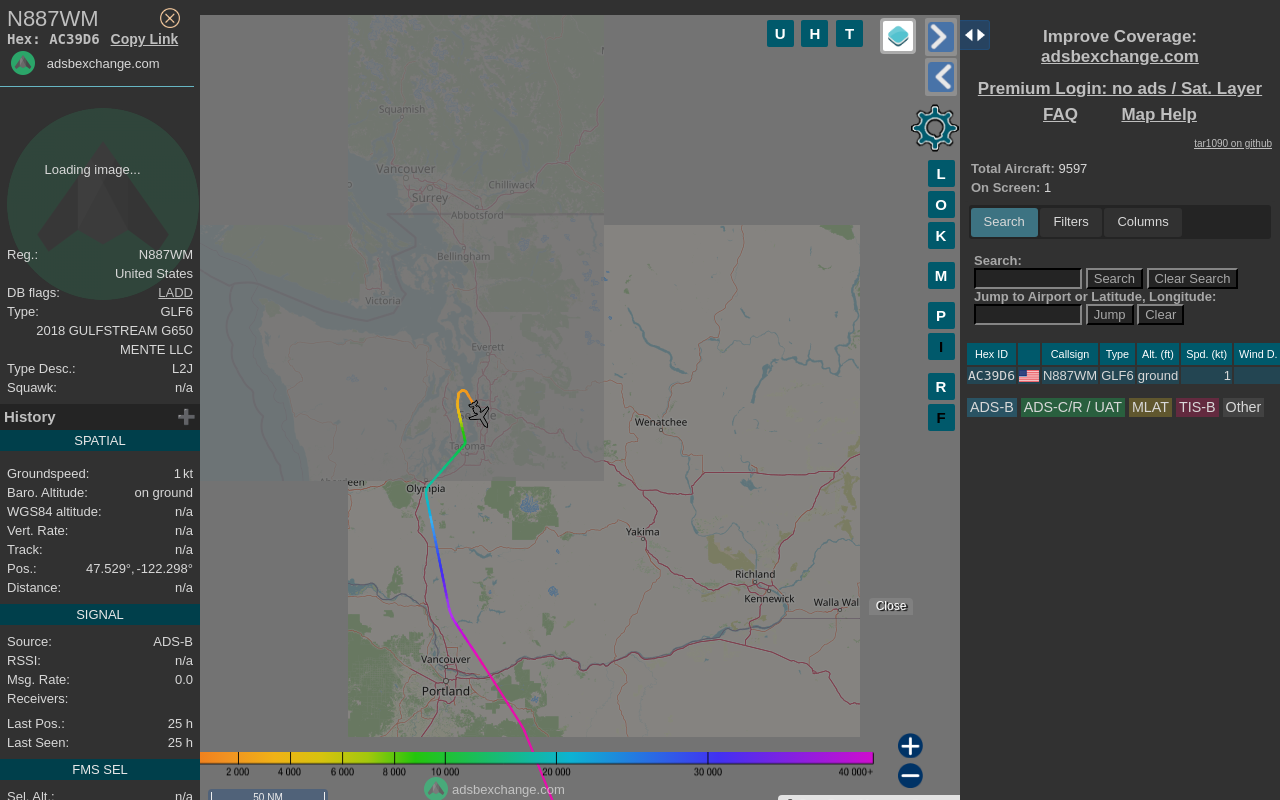 N887WM
Hex: AC39D6 Copy Link
adsbexchange.com
Loading image...
Reg.: N887WM
United States
DB flags: LADD
Type: GLF6
2018 GULFSTREAM G650
MENTE LLC
Type Desc.: L2J
Squawk: n/a
History
SPATIAL
Groundspeed: 1 kt
Baro. Altitude: on ground
WGS84 altitude: n/a
Vert. Rate: n/a
Track: n/a
Pos.: 47.529°, -122.298°
Distance: n/a
SIGNAL
Source: ADS-B
RSSI: n/a
Msg. Rate: 0.0
Receivers:
Last Pos.: 25 h
Last Seen: 25 h
FMS SEL
Sel. Alt.: n/a
U H T
L
O
K
M
P
I
R
F
Squamish
Vancouver
Surrey
Chilliwack
Abbotsford
Bellingham
Victoria
Everett
Tacoma
Wenatchee
Olympia
Yakima
Richland
Kennewick
Walla Wal
Vancouver
Portland
Close
2 000 4 000 6 000 8 000 10 000 20 000 30 000 40 000+
adsbexchange.com
50 NM
Improve Coverage:
adsbexchange.com
Premium Login: no ads / Sat. Layer
FAQ Map Help
tar1090 on github
Total Aircraft: 9597
On Screen: 1
Search Filters Columns
Search:
Search Clear Search
Jump to Airport or Latitude, Longitude:
Jump Clear
Hex ID Callsign Type Alt. (ft) Spd. (kt) Wind D.
AC39D6 N887WM GLF6 ground 1
ADS-B ADS-C/R / UAT MLAT TIS-B Other